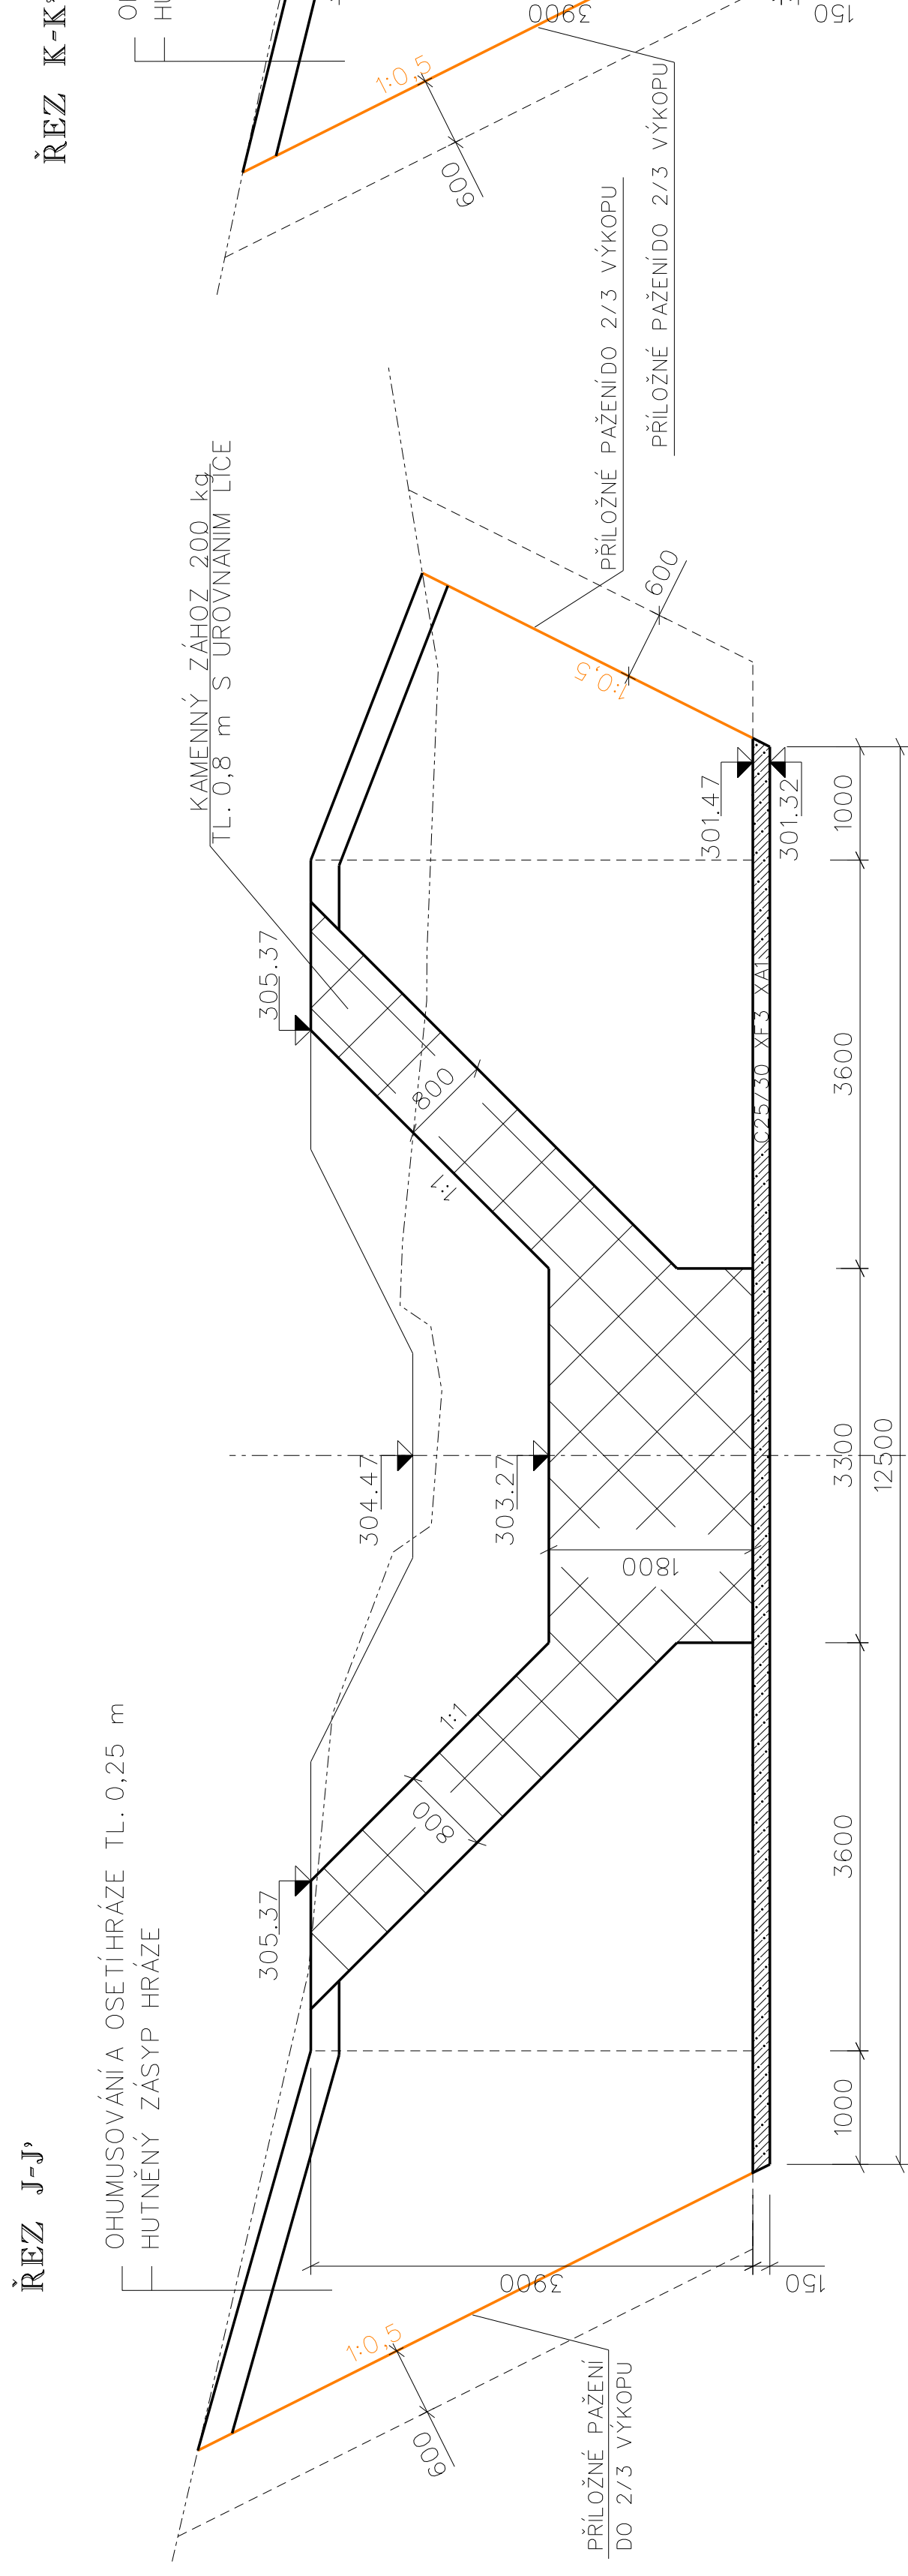 ŘEZ J-J'
OHUMUSOVÁNÍ A OSETÍ HRÁZE TL. 0,25 m
HUTNĚNÝ ZÁSYP HRÁZE
KAMENNÝ ZÁHOZ 200 kg
TL. 0,8 m S UROVNÁNÍM LÍCE
305.37
305.37
304.47
303.27
1:0,5
600
PŘÍLOŽNÉ PAŽENÍ
DO 2/3 VÝKOPU
3900
150
800
1:1
1800
1:1
800
1:0,5
600
PŘÍLOŽNÉ PAŽENÍ DO 2/3 VÝKOPU
PŘÍLOŽNÉ PAŽENÍ DO 2/3 VÝKOPU
301.47
301.32
C25/30 XF3 XA1
1000
3600
3300
3600
1000
12500
ŘEZ K-K'
1:0,5
600
3900
150